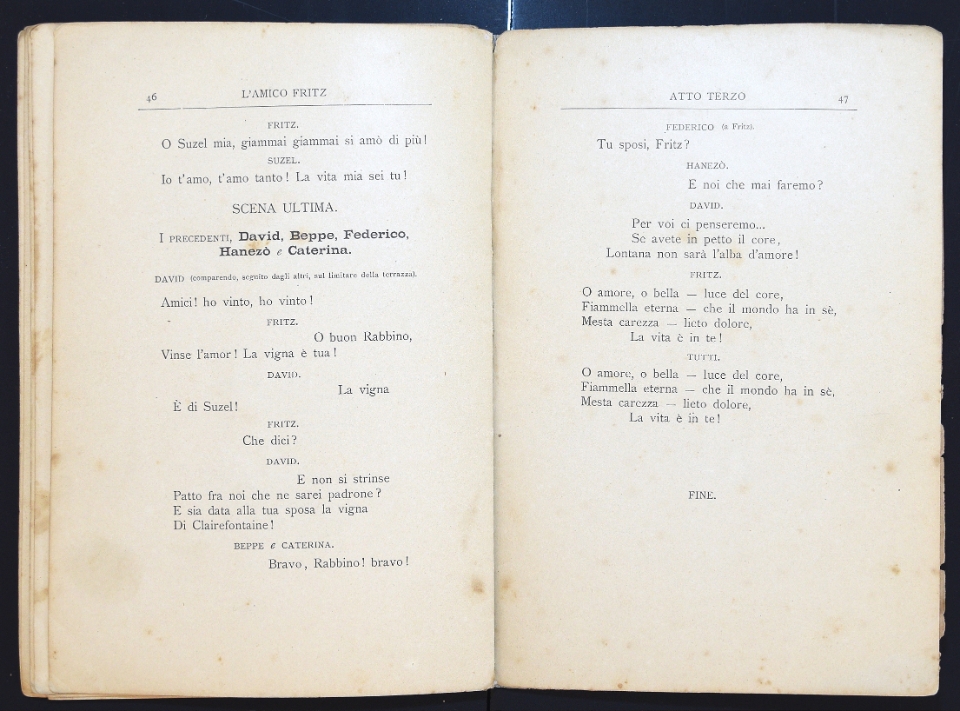 46
L'AMICO FRITZ
FRITZ.
O Suzel mia, giammai giammai si amò di più!
SUZEL.
Io t'amo, t'amo tanto! La vita mia sei tu!
SCENA ULTIMA.
I PRECEDENTI, David, Beppe, Federico,
Hanezò e Caterina.
DAVID (comparendo, seguito dagli altri, sul limitare della terrazza).
Amici! ho vinto, ho vinto!
FRITZ.
O buon Rabbino,
Vinse l'amor! La vigna è tua!
DAVID.
La vigna
È di Suzel!
FRITZ.
Che dici?
DAVID.
E non si strinse
Patto fra noi che ne sarei padrone?
E sia data alla tua sposa la vigna
Di Clairefontaine!
BEPPE e CATERINA.
Bravo, Rabbino! bravo!
ATTO TERZO
47
FEDERICO (a Fritz).
Tu sposi, Fritz?
HANEZÒ.
E noi che mai faremo?
DAVID.
Per voi ci penseremo...
Se avete in petto il core,
Lontana non sarà l'alba d'amore!
FRITZ.
O amore, o bella — luce del core,
Fiammella eterna — che il mondo ha in sè,
Mesta carezza — lieto dolore,
La vita è in te!
TUTTI.
O amore, o bella — luce del core,
Fiammella eterna — che il mondo ha in sè,
Mesta carezza — lieto dolore,
La vita è in te!
FINE.